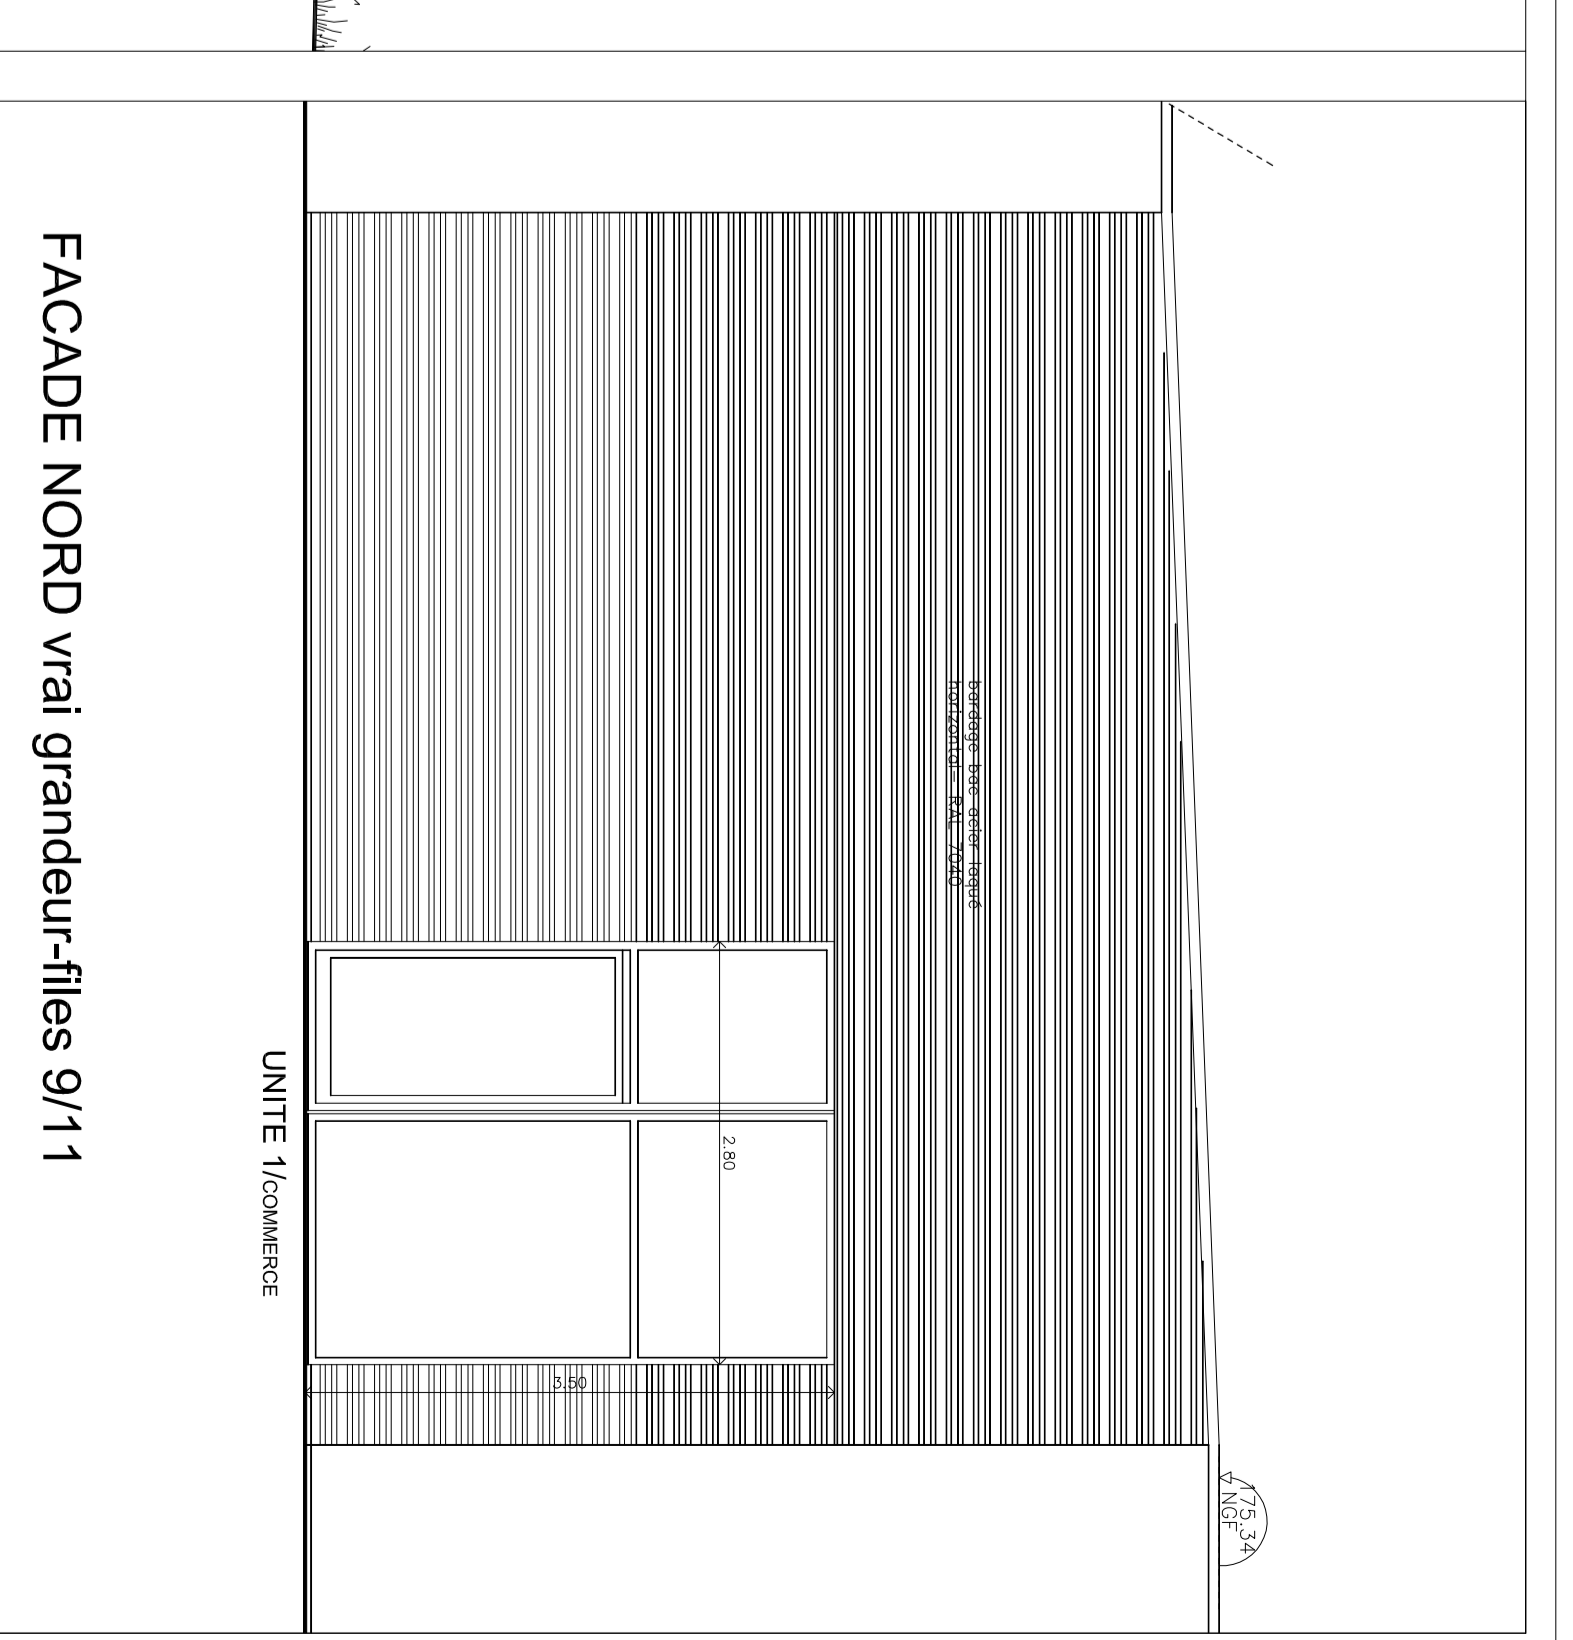 175.34
NGF
bardage bac acier laqué
horizontal- RAL 7040
2.80
3.50
UNITE 1/COMMERCE
FACADE NORD vrai grandeur-files 9/11